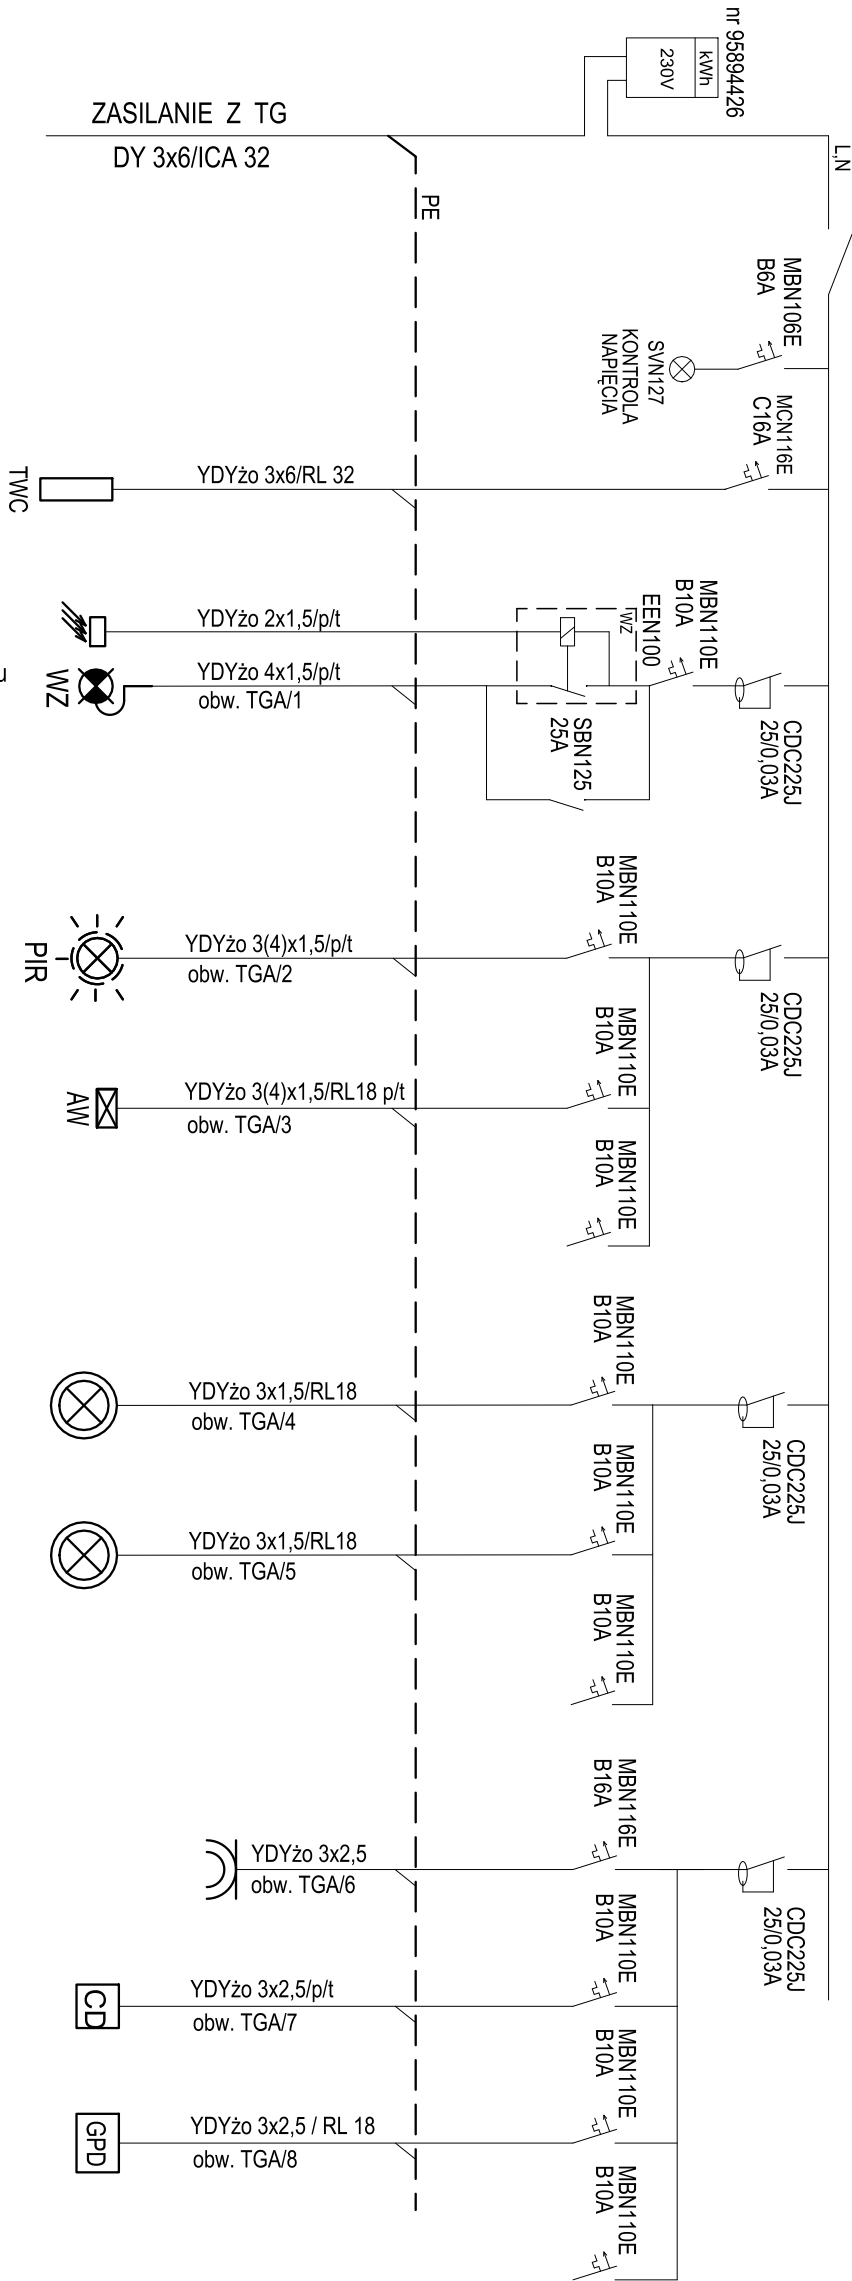 nr 95894426
kWh
230V
ZASILANIE Z TG
DY 3x6/ICA 32
L,N
PE
MBN106E
B6A
SVN127
KONTROLA
NAPIĘCIA
MCN116E
C16A
YDYżo 3x6/RL 32
TWC
CDC225J
25/0,03A
MBN110E
B10A
EEN100
WZ
SBN125
25A
YDYżo 2x1,5/p/t
YDYżo 4x1,5/p/t
obw. TGA/1
WZ
u
CDC225J
25/0,03A
MBN110E
B10A
YDYżo 3(4)x1,5/p/t
obw. TGA/2
PIR
MBN110E
B10A
YDYżo 3(4)x1,5/RL18 p/t
obw. TGA/3
AW
MBN110E
B10A
CDC225J
25/0,03A
MBN110E
B10A
YDYżo 3x1,5/RL18
obw. TGA/4
MBN110E
B10A
YDYżo 3x1,5/RL18
obw. TGA/5
MBN110E
B10A
CDC225J
25/0,03A
MBN116E
B16A
YDYżo 3x2,5
obw. TGA/6
MBN110E
B10A
YDYżo 3x2,5/p/t
obw. TGA/7
CD
MBN110E
B10A
YDYżo 3x2,5 / RL 18
obw. TGA/8
GPD
MBN110E
B10A